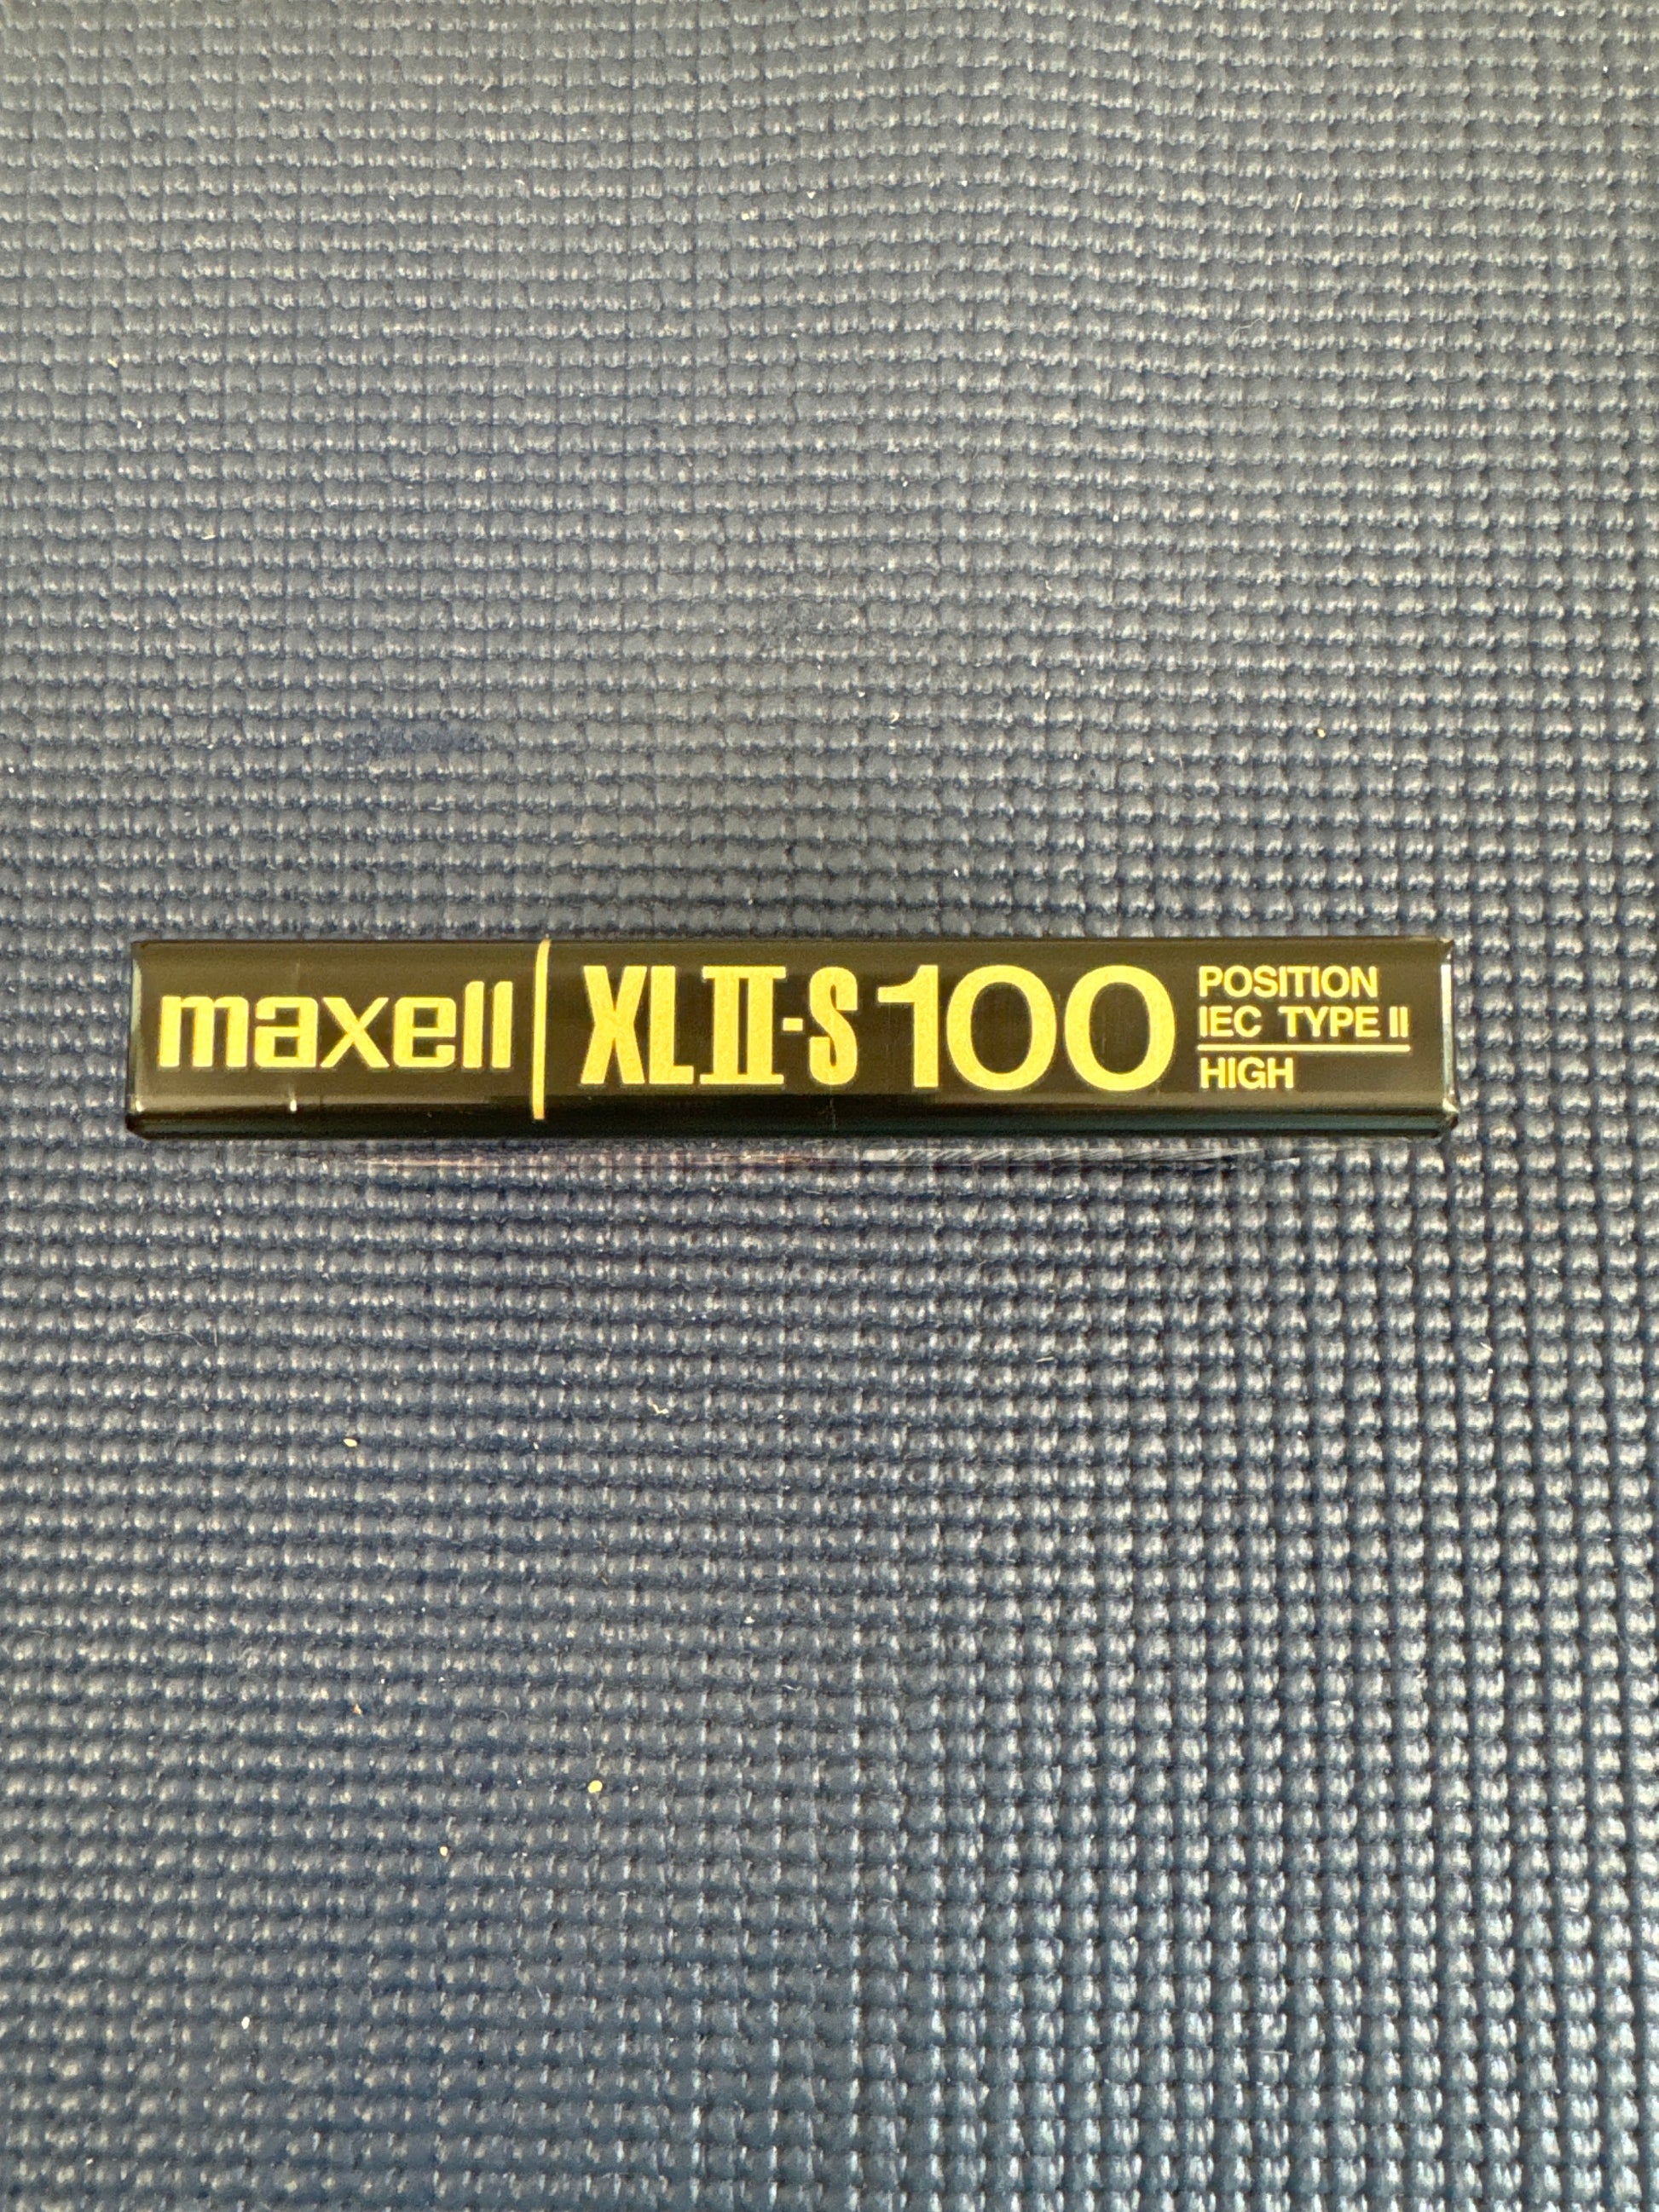 maxell XLII-S 100
POSITION
IEC TYPE II
HIGH